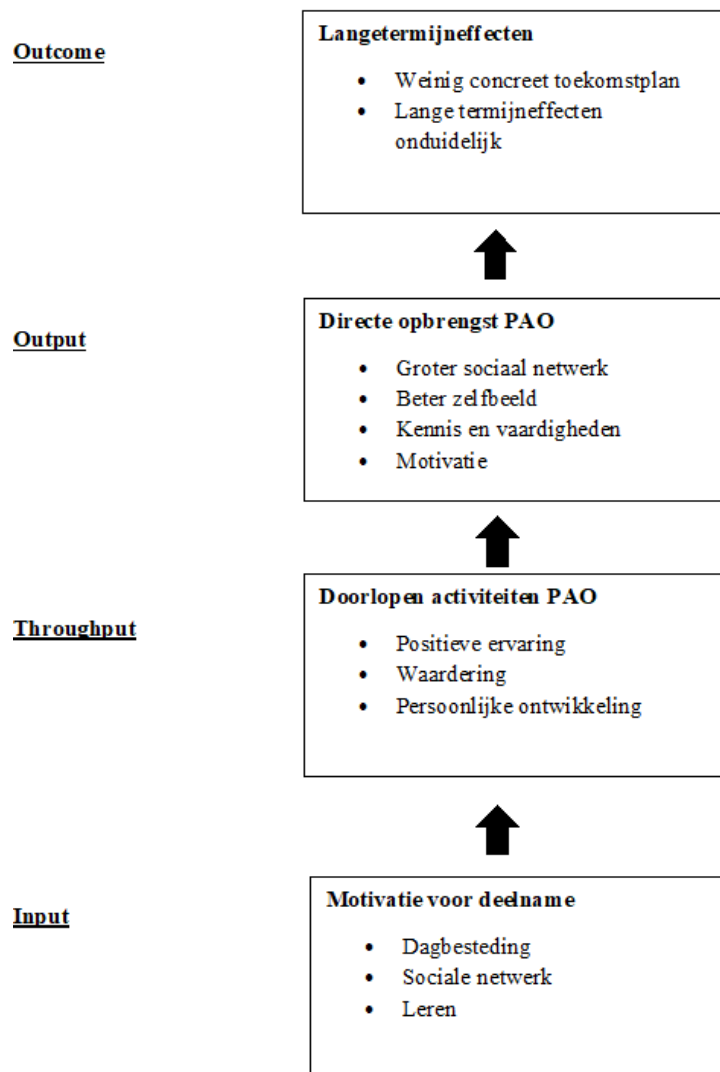 Outcome
Langetermijneffecten
• Weinig concreet toekomstplan
• Lange termijneffecten
onduidelijk
Output
Directe opbrengst PAO
• Groter sociaal netwerk
• Beter zelfbeeld
• Kennis en vaardigheden
• Motivatie
Throughput
Doorlopen activiteiten PAO
• Positieve ervaring
• Waardering
• Persoonlijke ontwikkeling
Input
Motivatie voor deelname
• Dagbesteding
• Sociale netwerk
• Leren